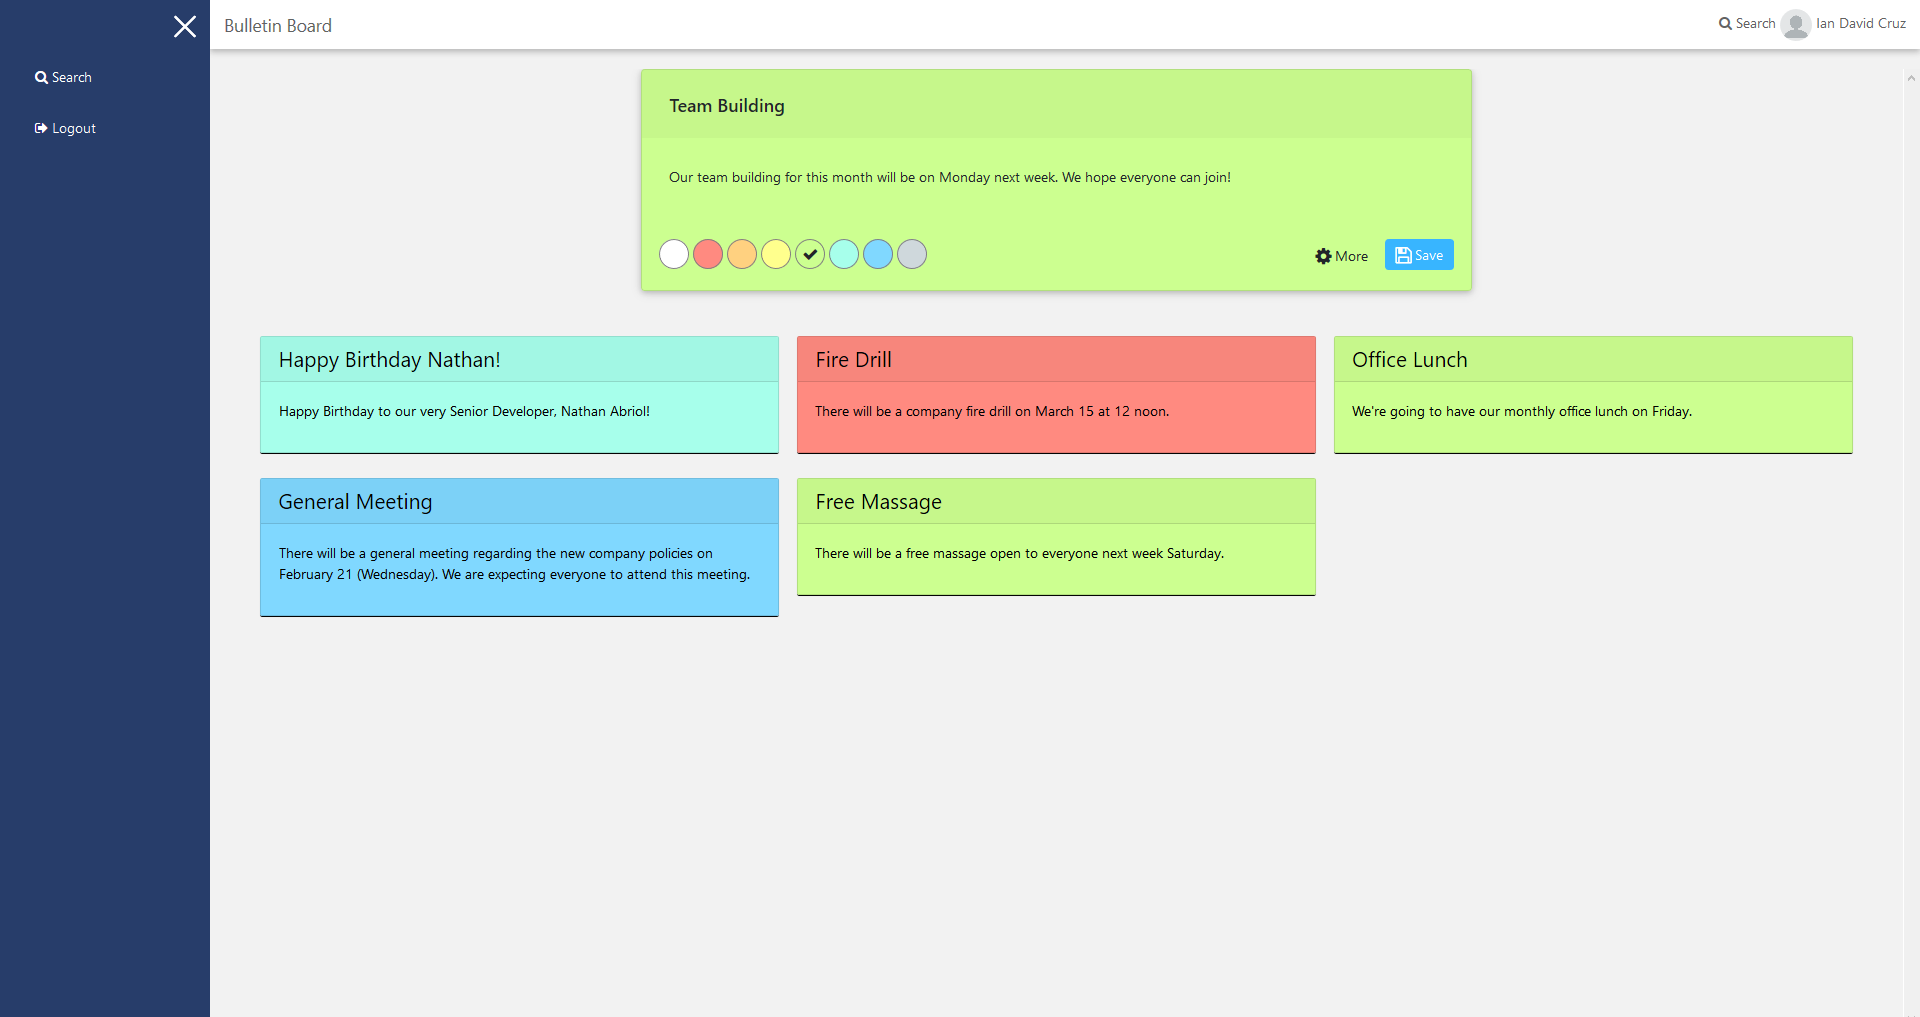 Bulletin Board
Search
Ian David Cruz
Search
Logout
Team Building
Our team building for this month will be on Monday next week. We hope everyone can join!
More
Save
Happy Birthday Nathan!
Happy Birthday to our very Senior Developer, Nathan Abriol!
Fire Drill
There will be a company fire drill on March 15 at 12 noon.
Office Lunch
We're going to have our monthly office lunch on Friday.
General Meeting
There will be a general meeting regarding the new company policies on
February 21 (Wednesday). We are expecting everyone to attend this meeting.
Free Massage
There will be a free massage open to everyone next week Saturday.